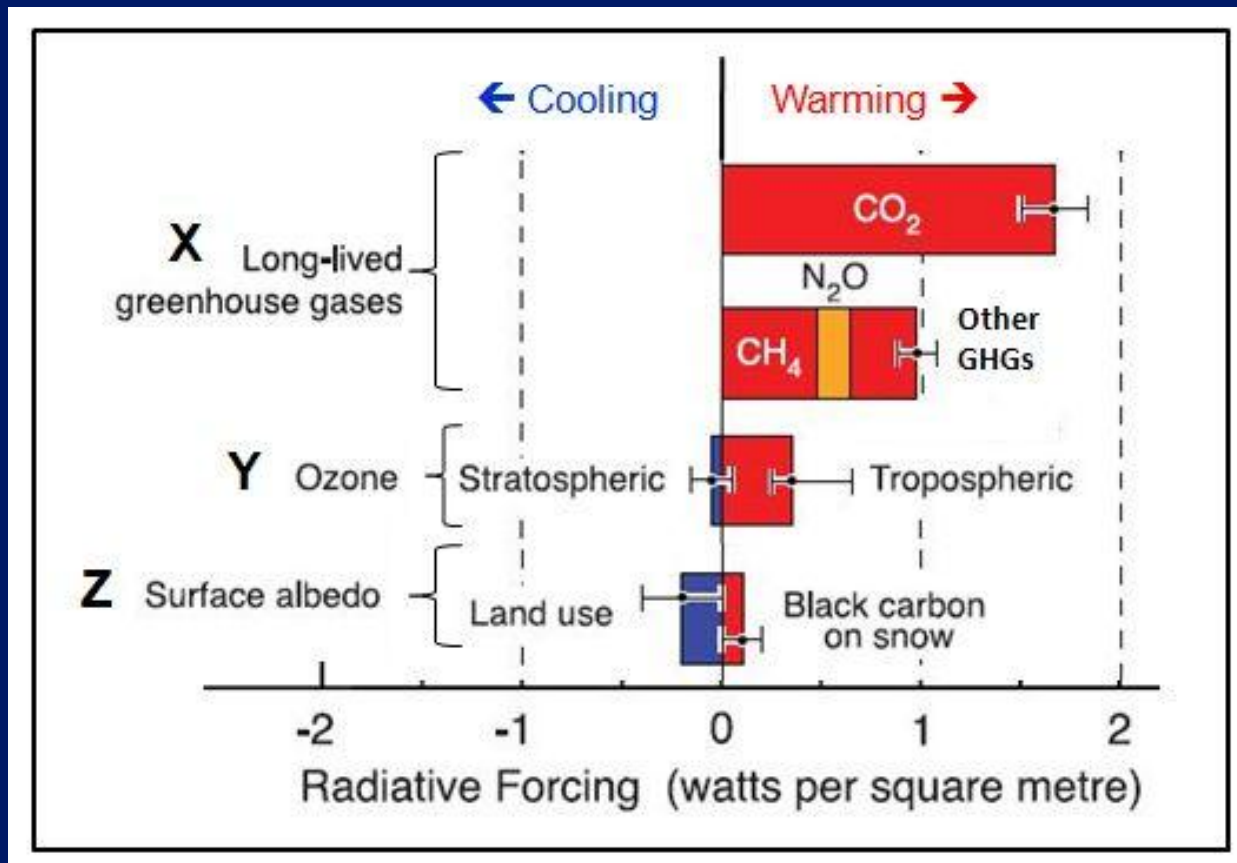 ← Cooling
Warming →
CO₂
X Long-lived
greenhouse gases
N₂O
CH₄
Other
GHGs
Y Ozone
Stratospheric
Tropospheric
Z Surface albedo
Land use
Black carbon
on snow
-2 -1 0 1 2
Radiative Forcing (watts per square metre)